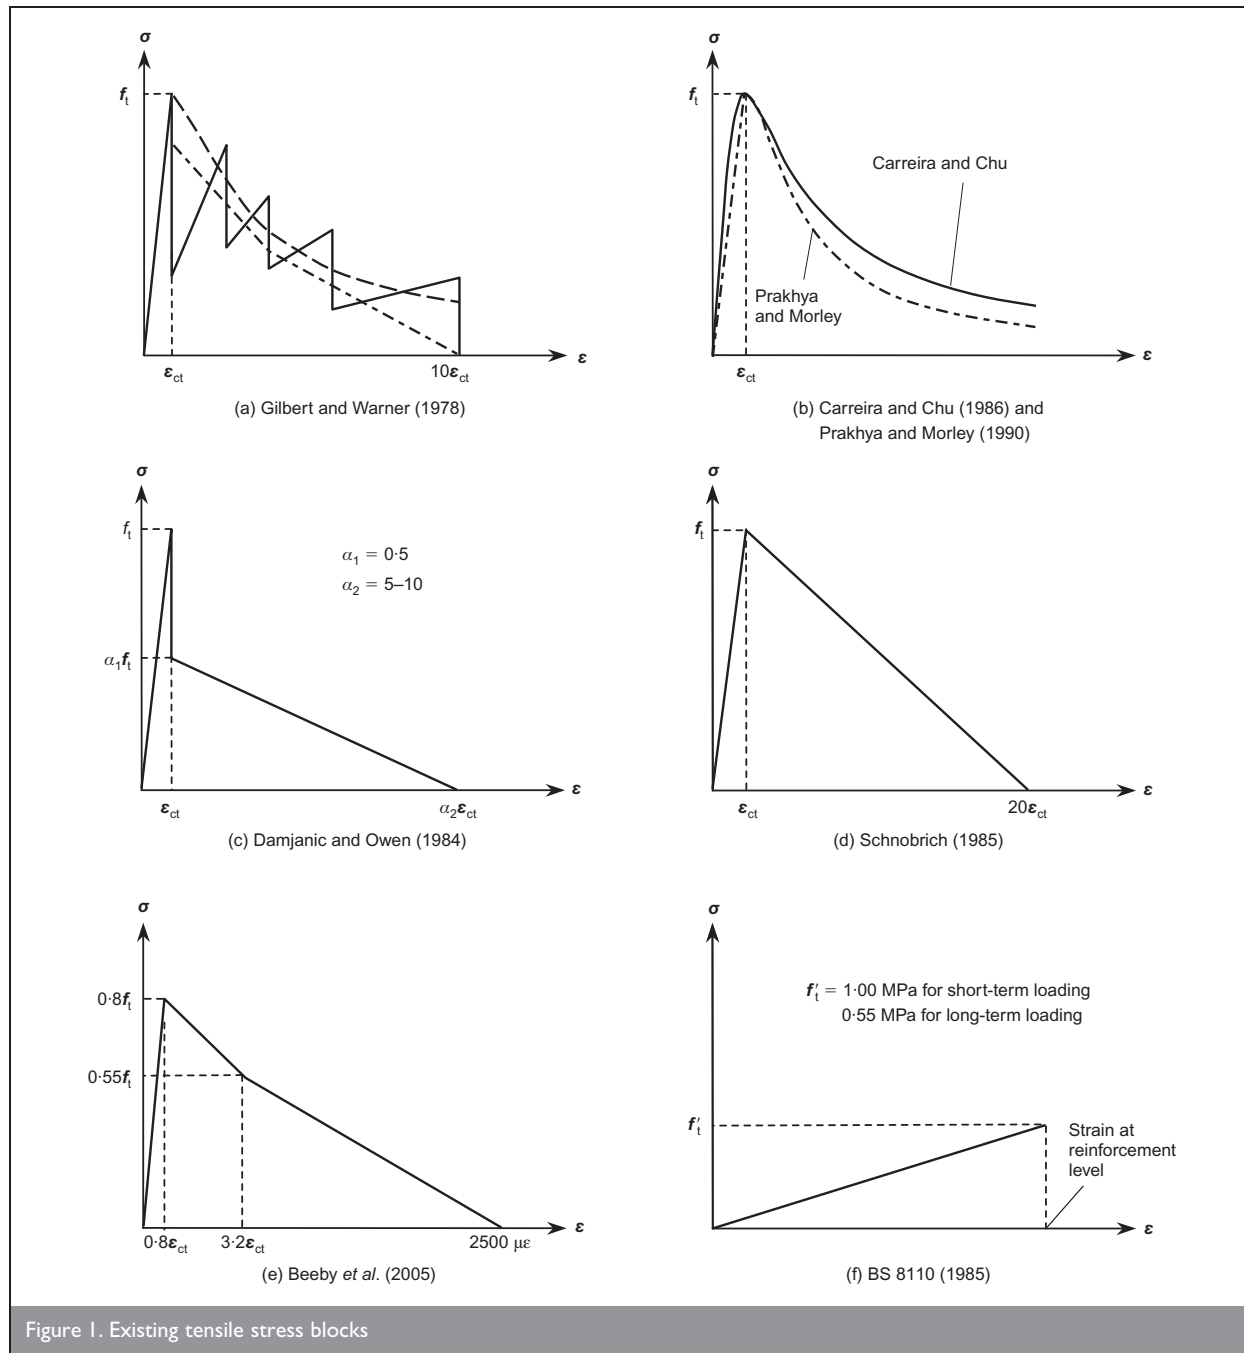 σ
f_t
ε_ct
10ε_ct
ε
(a) Gilbert and Warner (1978)
σ
f_t
Carreira and Chu
Prakhya
and Morley
ε_ct
ε
(b) Carreira and Chu (1986) and
Prakhya and Morley (1990)
σ
f_t
α₁ = 0·5
α₂ = 5–10
α₁f_t
ε_ct
α₂ε_ct
ε
(c) Damjanic and Owen (1984)
σ
f_t
ε_ct
20ε_ct
ε
(d) Schnobrich (1985)
σ
0·8f_t
0·55f_t
0·8ε_ct
3·2ε_ct
2500 με
ε
(e) Beeby et al. (2005)
σ
f′_t = 1·00 MPa for short-term loading
0·55 MPa for long-term loading
f′_t
Strain at
reinforcement
level
ε
(f) BS 8110 (1985)
Figure 1. Existing tensile stress blocks